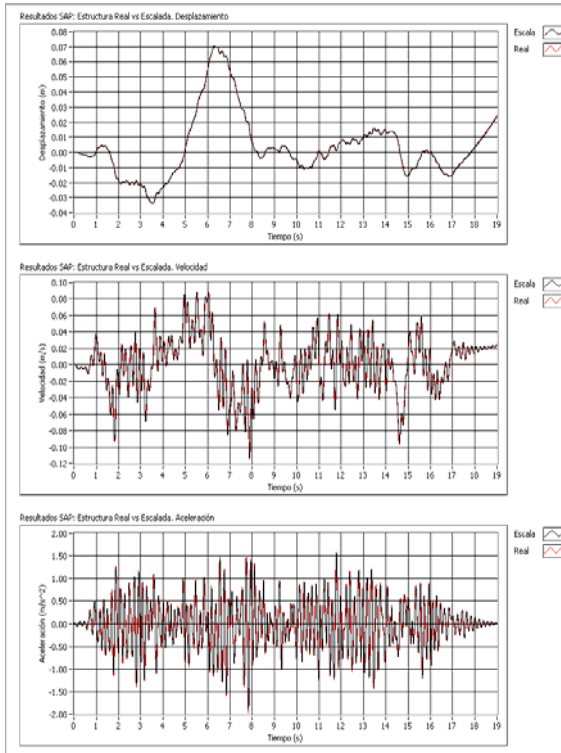 Resultados SAP: Estructura Real vs Escalada. Desplazamiento
Escala
Real
0.08
0.07
0.06
0.05
0.04
0.03
0.02
0.01
0.00
-0.01
-0.02
-0.03
-0.04
Desplazamiento (m)
0 1 2 3 4 5 6 7 8 9 10 11 12 13 14 15 16 17 18 19
Tiempo (s)
Resultados SAP: Estructura Real vs Escalada. Velocidad
Escala
Real
0.10
0.08
0.06
0.04
0.02
0.00
-0.02
-0.04
-0.06
-0.08
-0.10
-0.12
Velocidad (m/s)
0 1 2 3 4 5 6 7 8 9 10 11 12 13 14 15 16 17 18 19
Tiempo (s)
Resultados SAP: Estructura Real vs Escalada. Aceleración
Escala
Real
2.00
1.50
1.00
0.50
0.00
-0.50
-1.00
-1.50
-2.00
Aceleración (m/s^2)
0 1 2 3 4 5 6 7 8 9 10 11 12 13 14 15 16 17 18 19
Tiempo (s)